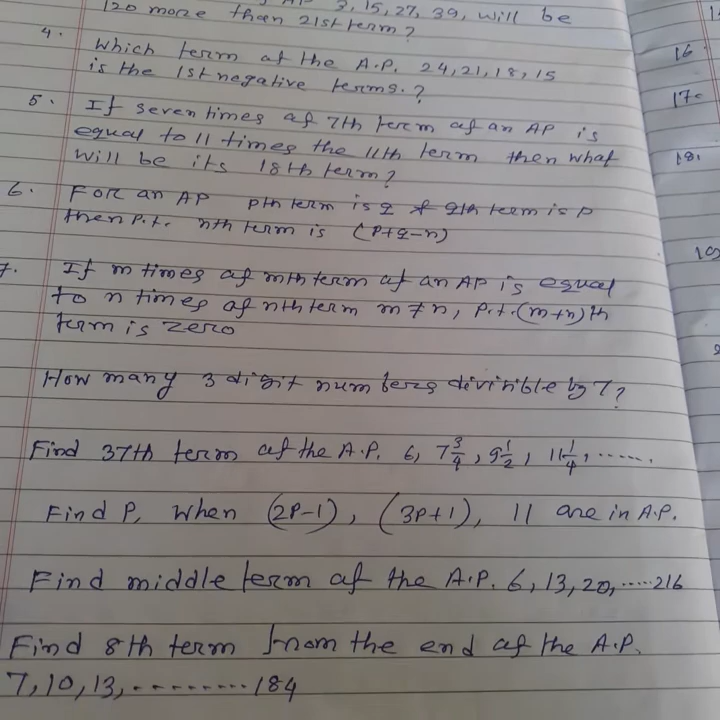 3, 15, 27, 39, will be
120 more than 21st term?
4. Which term of the A.P. 24, 21, 18, 15
is the 1st negative terms.?
5. If seven times of 7th term of an AP is
equal to 11 times the 11th term then what
will be its 18th term?
6. For an AP pth term is q & qth term is p
then P.t. nth term is (p+q-n)
7. If m times of mth term of an AP is equal
to n times of nth term m ≠ n, P.t. (m+n)th
term is zero
How many 3 digit numbers divisible by 7?
Find 37th term of the A.P. 6, 7 3/4, 9 1/2, 11 1/4, ......
Find P, when (2P-1), (3P+1), 11 are in A.P.
Find middle term of the A.P. 6, 13, 20, ..... 216
Find 8th term from the end of the A.P.
7, 10, 13, ......... 184
16
17
18.
19